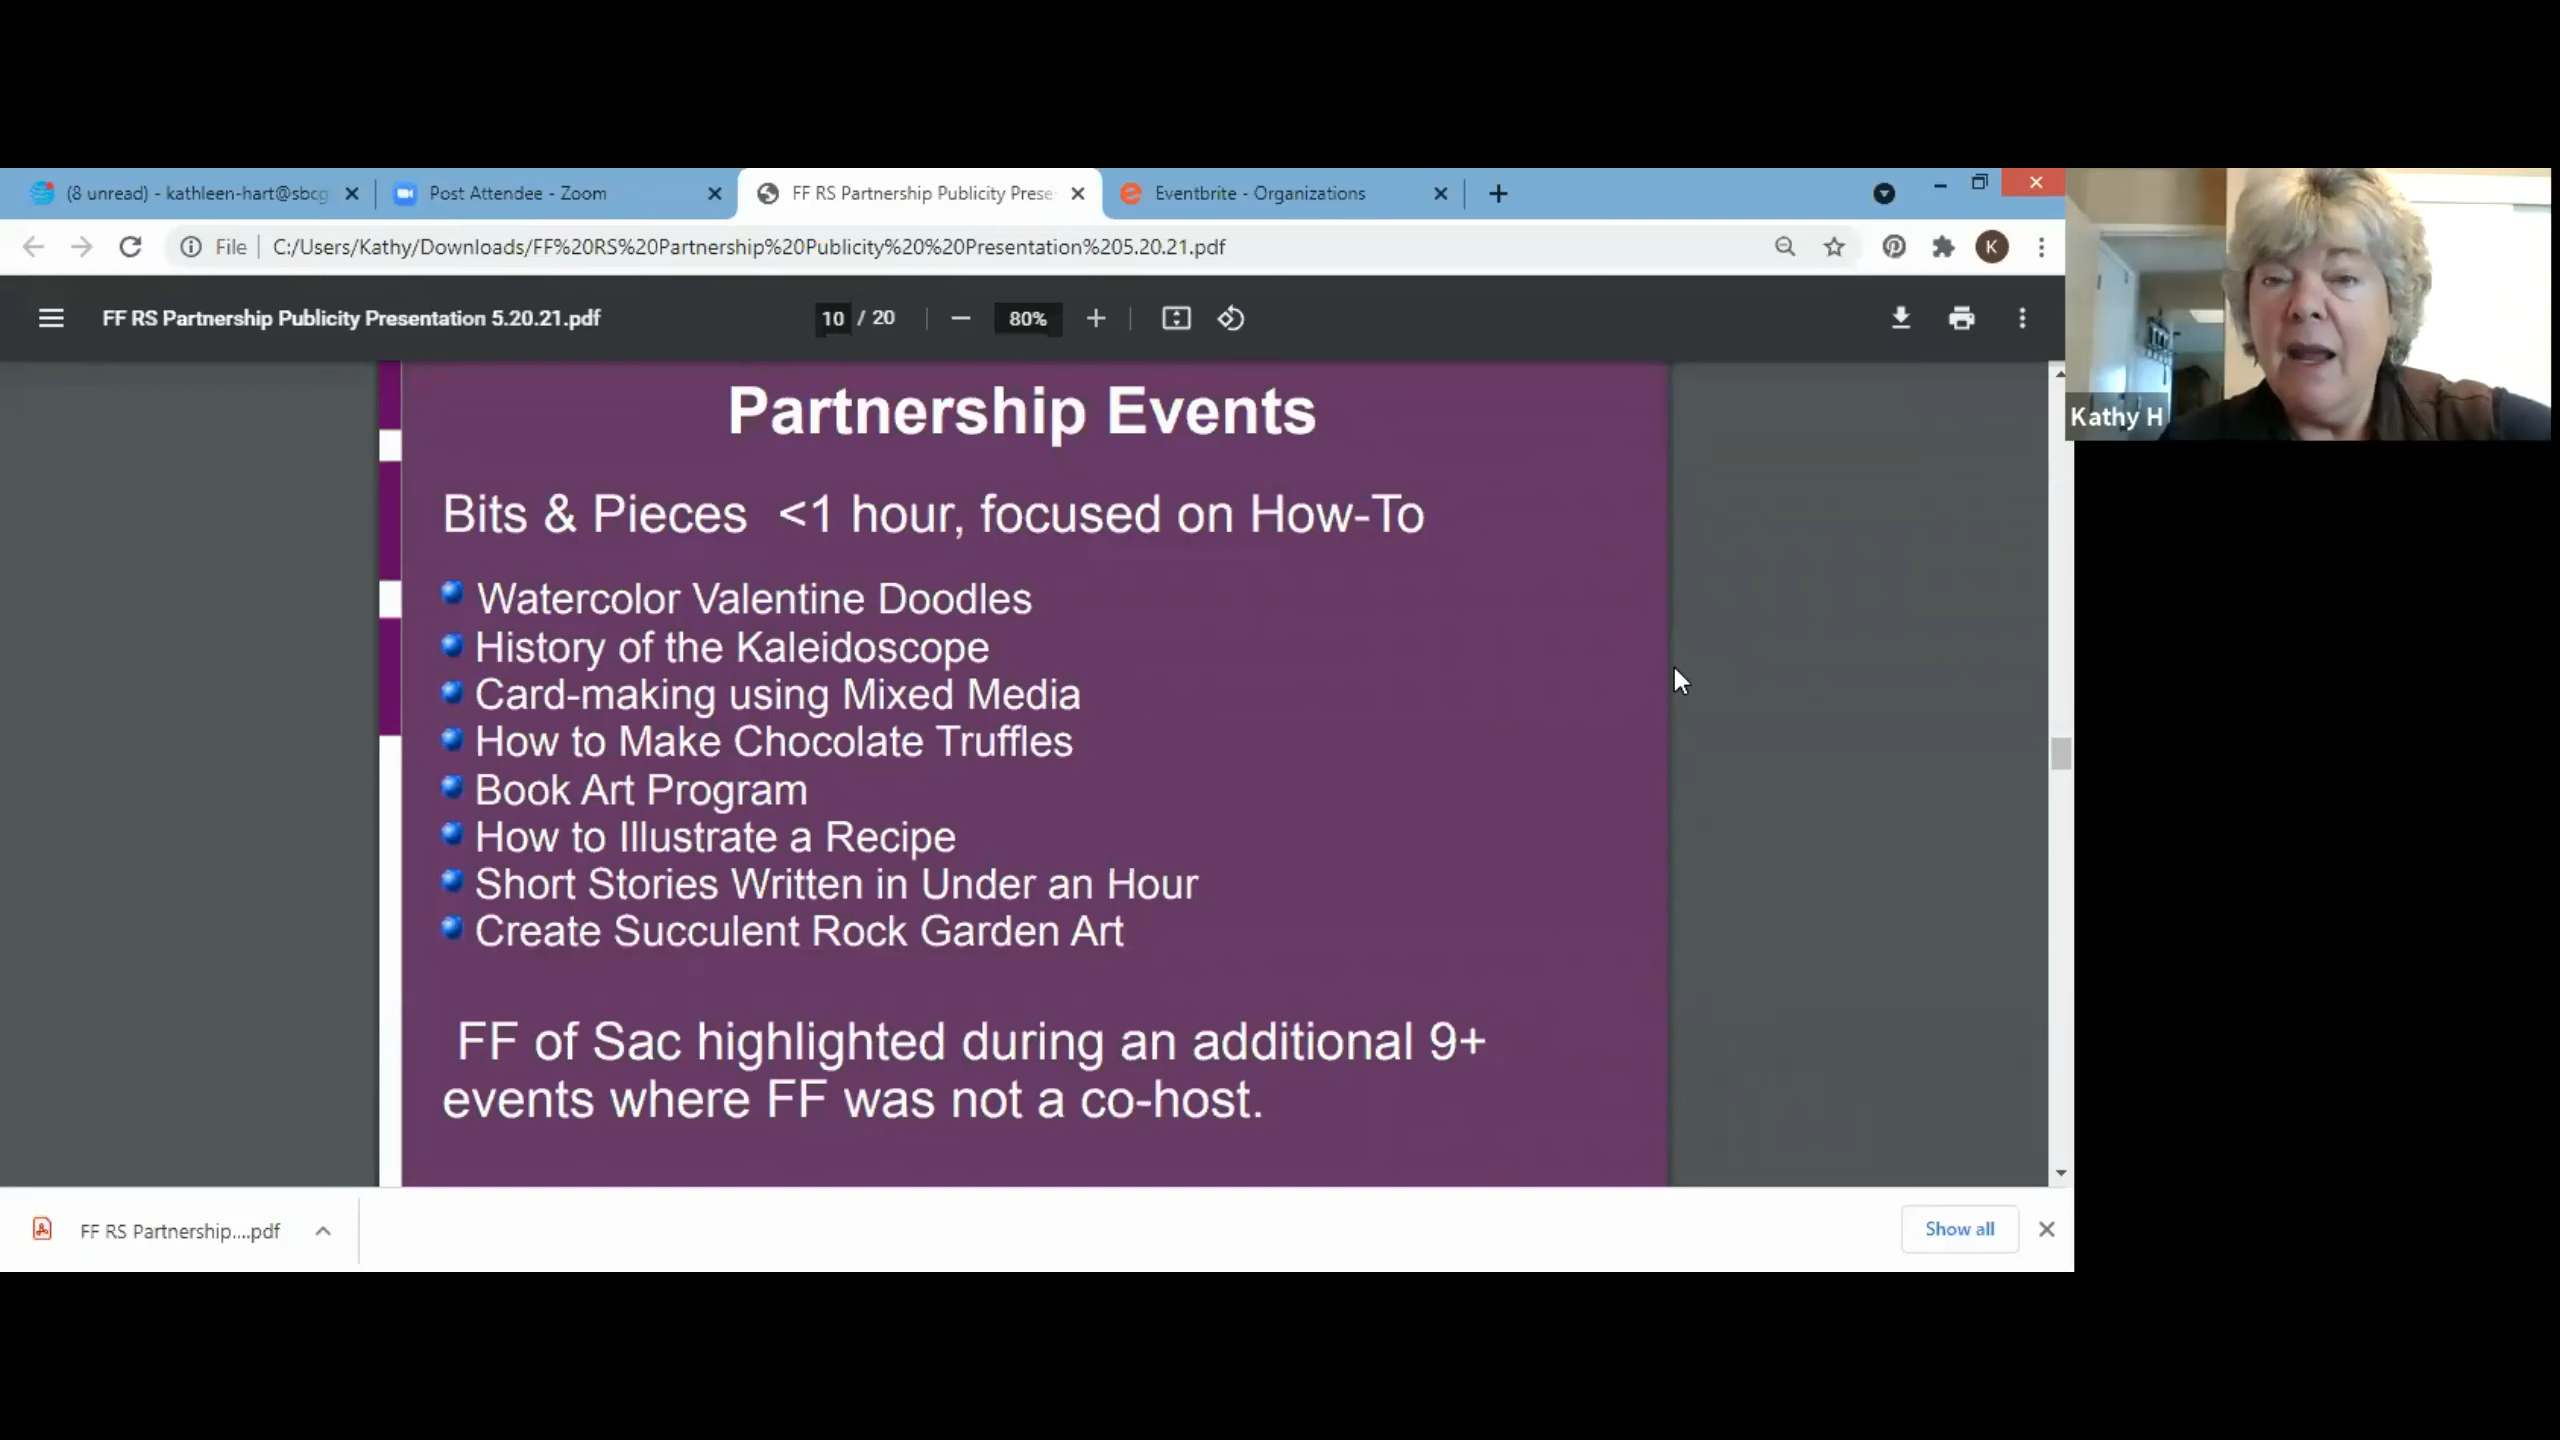 (8 unread) - kathleen-hart@sbcg
Post Attendee - Zoom
FF RS Partnership Publicity Prese
Eventbrite - Organizations
File
C:/Users/Kathy/Downloads/FF%20RS%20Partnership%20Publicity%20%20Presentation%205.20.21.pdf
K
FF RS Partnership Publicity Presentation 5.20.21.pdf
10 / 20
80%
Kathy H
Partnership Events
Bits & Pieces <1 hour, focused on How-To
Watercolor Valentine Doodles
History of the Kaleidoscope
Card-making using Mixed Media
How to Make Chocolate Truffles
Book Art Program
How to Illustrate a Recipe
Short Stories Written in Under an Hour
Create Succulent Rock Garden Art
FF of Sac highlighted during an additional 9+
events where FF was not a co-host.
FF RS Partnership....pdf
Show all